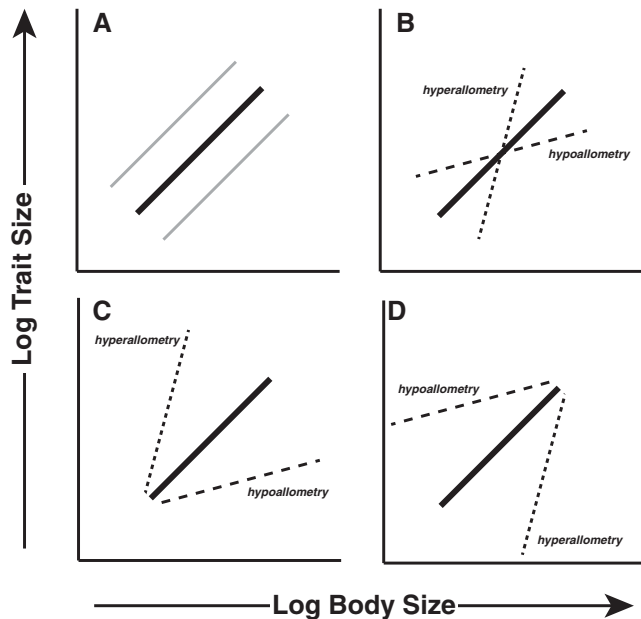 A
B
hyperallometry
hypoallometry
Log Trait Size
C
D
hyperallometry
hypoallometry
hypoallometry
hyperallometry
Log Body Size